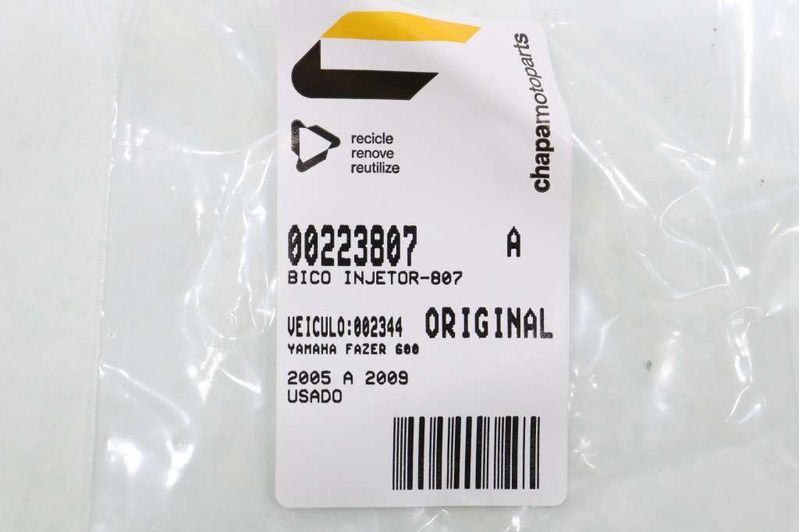 chapamotoparts
recicle
renove
reutilize
00223807 A
BICO INJETOR-807
VEICULO:002344 ORIGINAL
YAMAHA FAZER 600
2005 A 2009
USADO